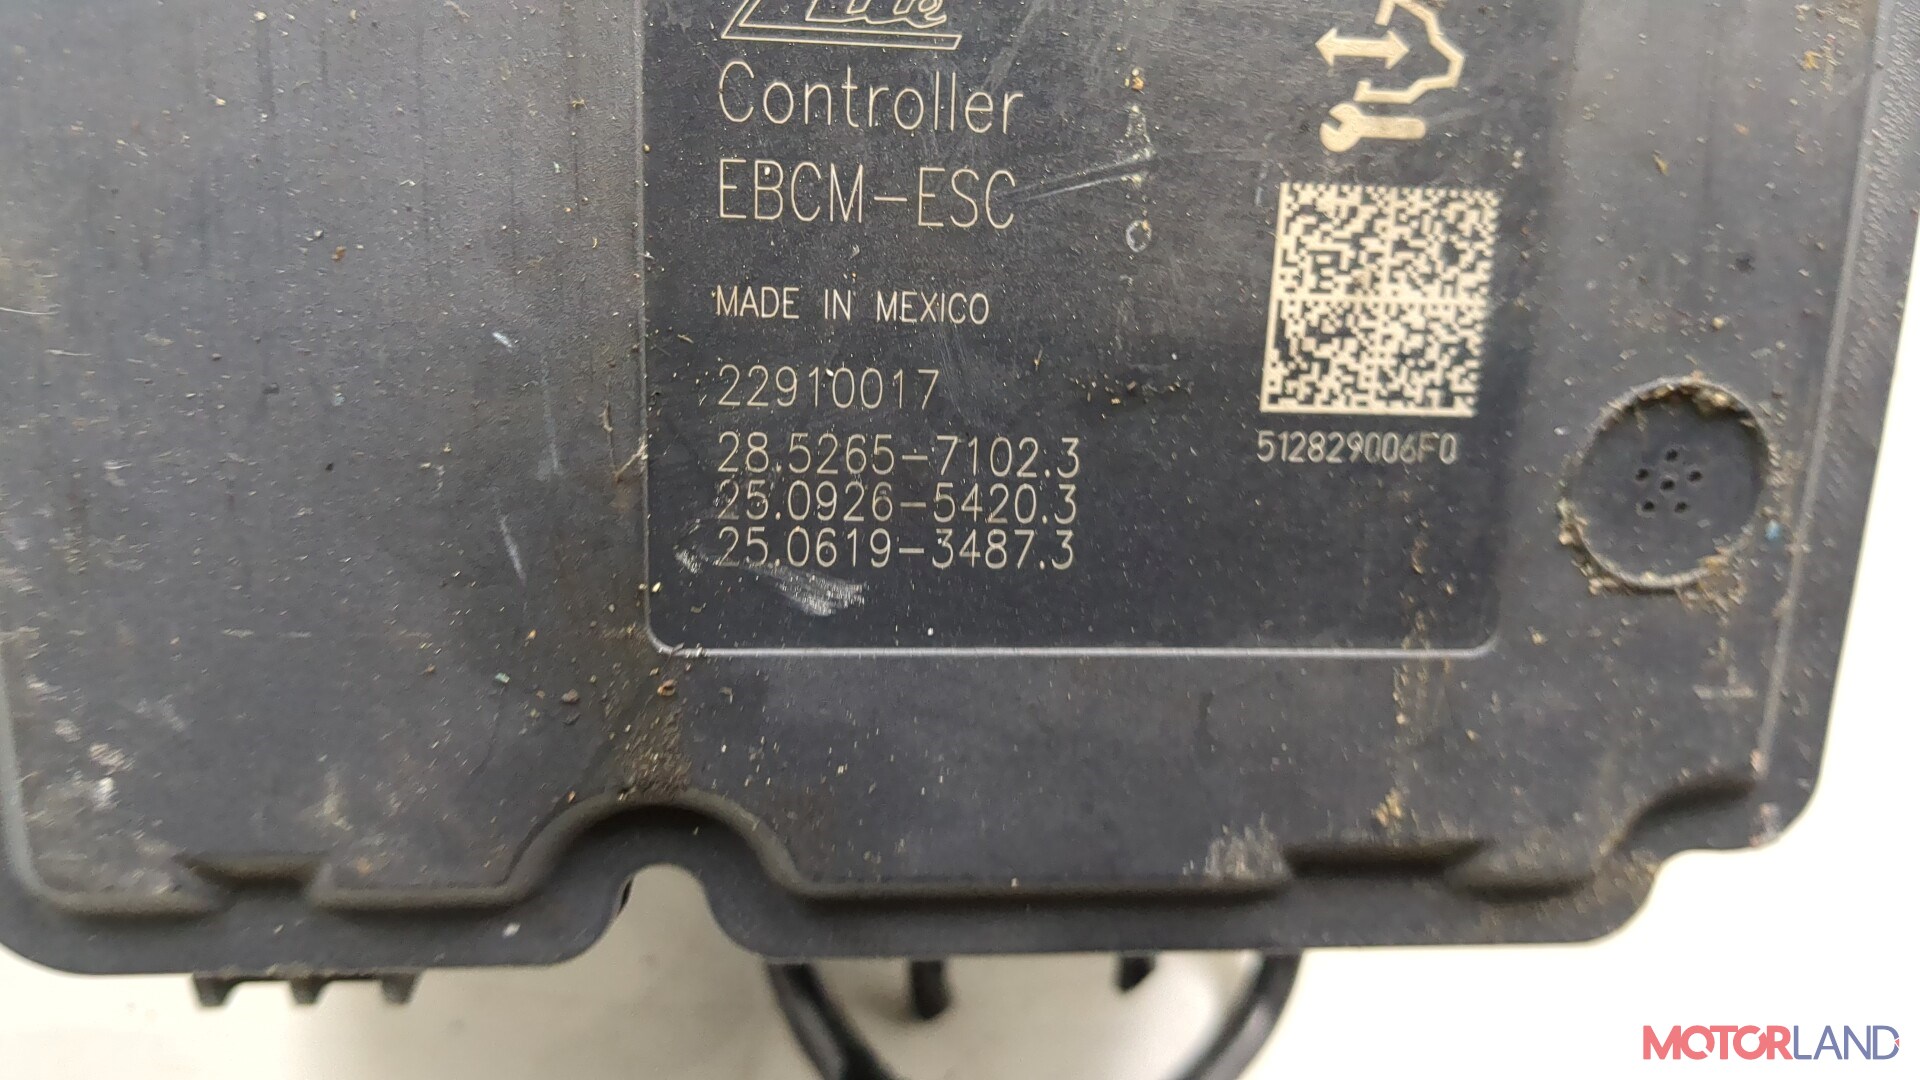 Ate
Controller
EBCM-ESC
MADE IN MEXICO
22910017
28.5265-7102.3
25.0926-5420.3
25.0619-3487.3
512829006F0
MOTORLAND